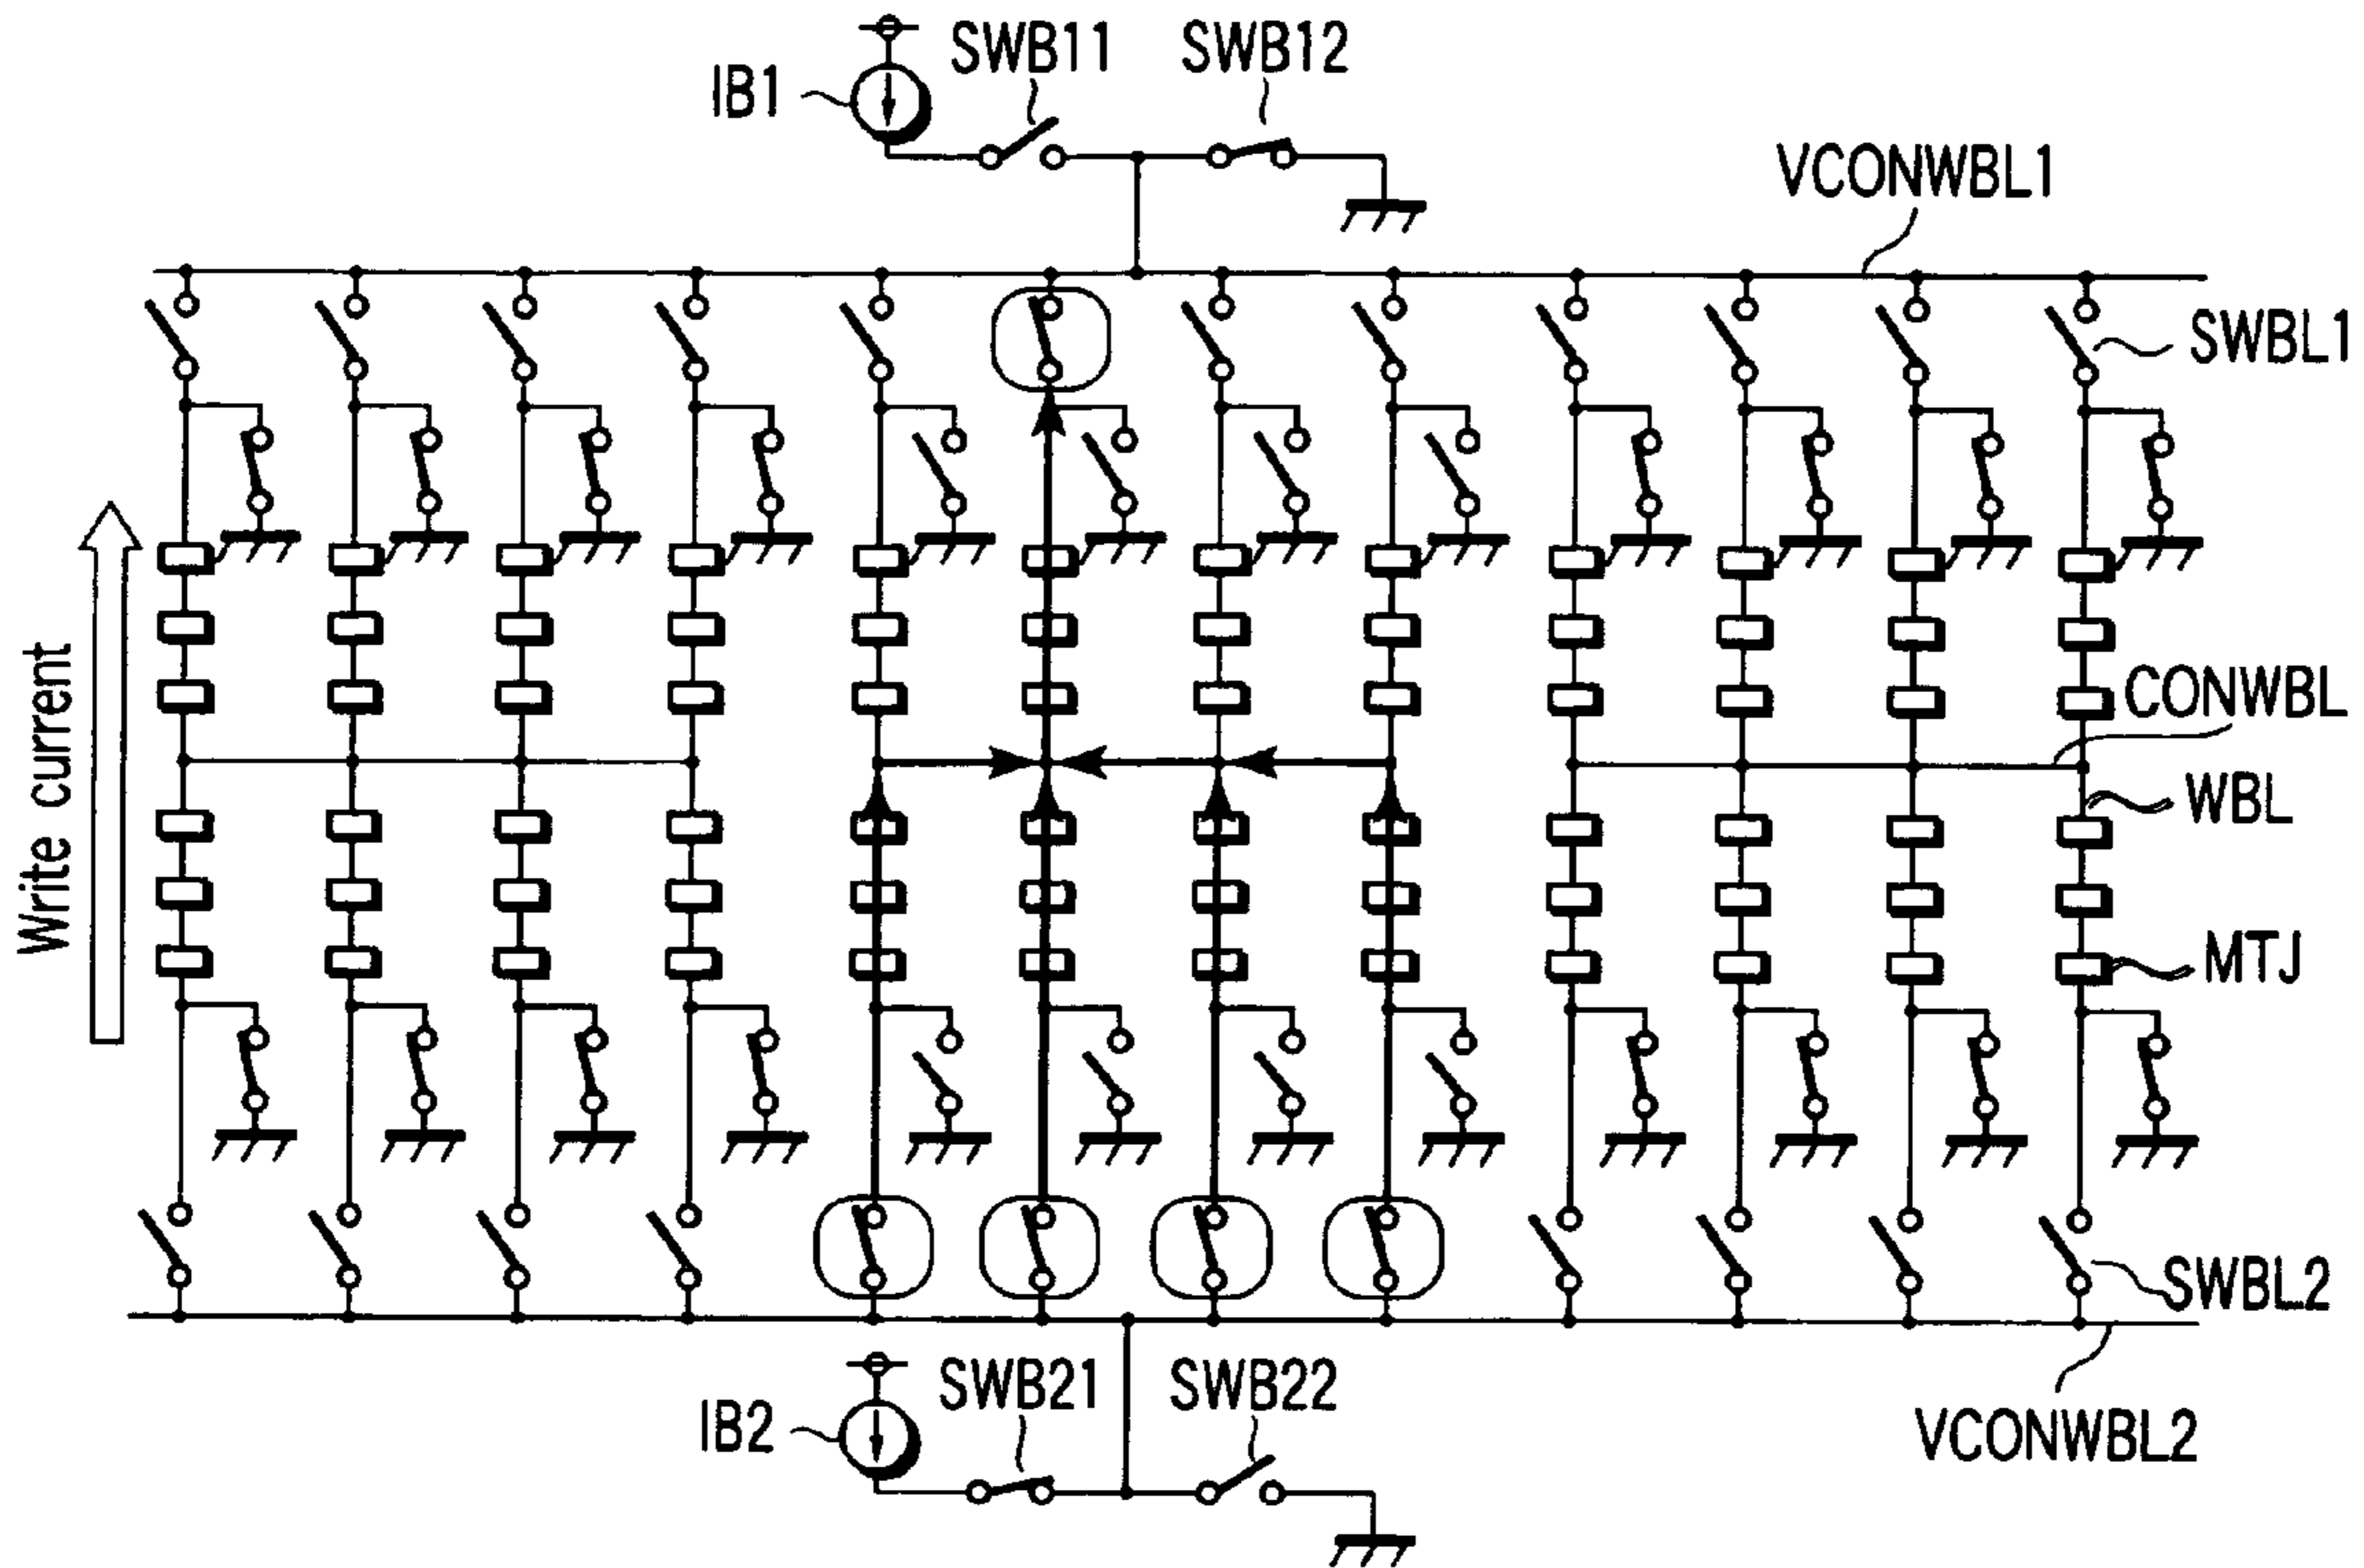 SWB11
SWB12
IB1
VCONWBL1
SWBL1
Write current
CONWBL
WBL
MTJ
SWBL2
SWB21
SWB22
IB2
VCONWBL2